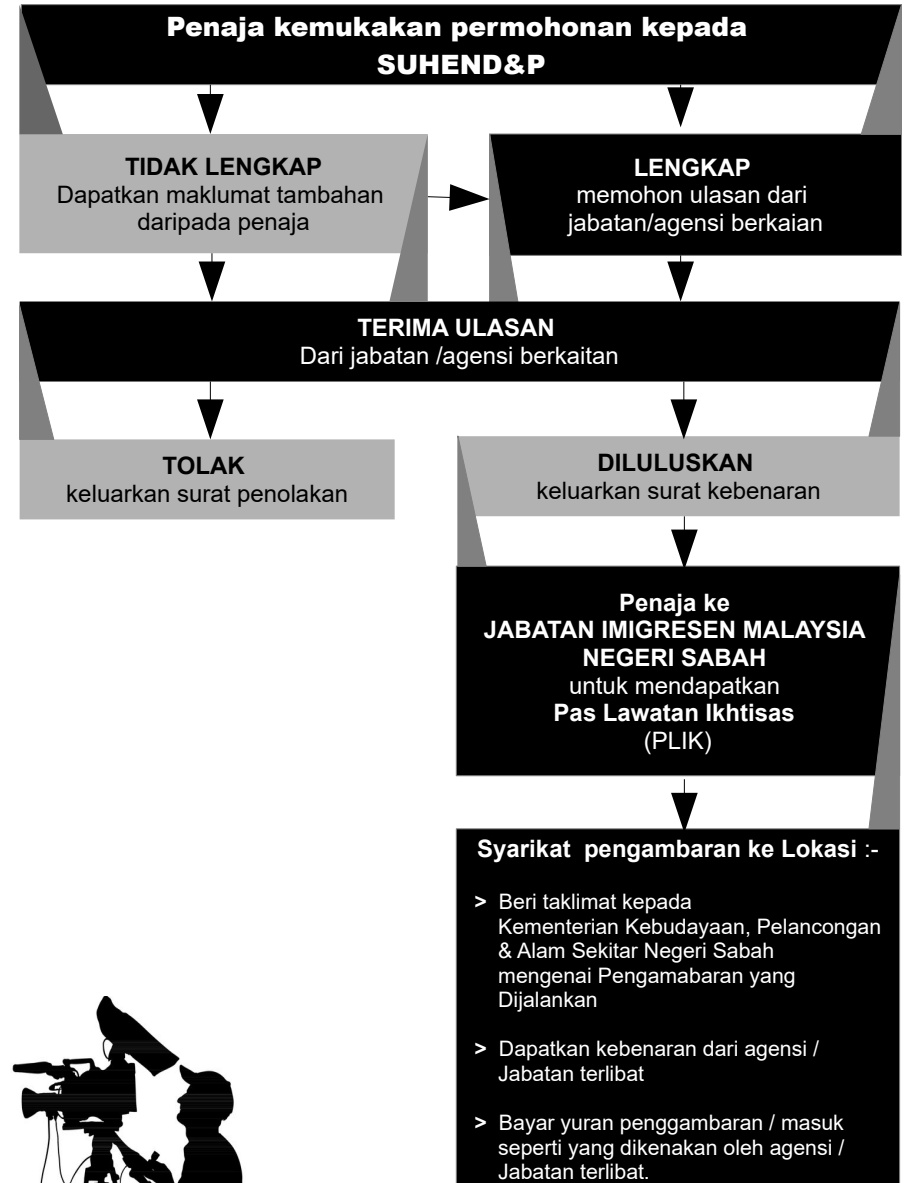 Penaja kemukakan permohonan kepada
SUHEND&P
TIDAK LENGKAP
Dapatkan maklumat tambahan
daripada penaja
LENGKAP
memohon ulasan dari
jabatan/agensi berkaian
TERIMA ULASAN
Dari jabatan /agensi berkaitan
TOLAK
keluarkan surat penolakan
DILULUSKAN
keluarkan surat kebenaran
Penaja ke
JABATAN IMIGRESEN MALAYSIA
NEGERI SABAH
untuk mendapatkan
Pas Lawatan Ikhtisas
(PLIK)
Syarikat pengambaran ke Lokasi :-
> Beri taklimat kepada
Kementerian Kebudayaan, Pelancongan
& Alam Sekitar Negeri Sabah
mengenai Pengamabaran yang
Dijalankan
> Dapatkan kebenaran dari agensi /
Jabatan terlibat
> Bayar yuran penggambaran / masuk
seperti yang dikenakan oleh agensi /
Jabatan terlibat.